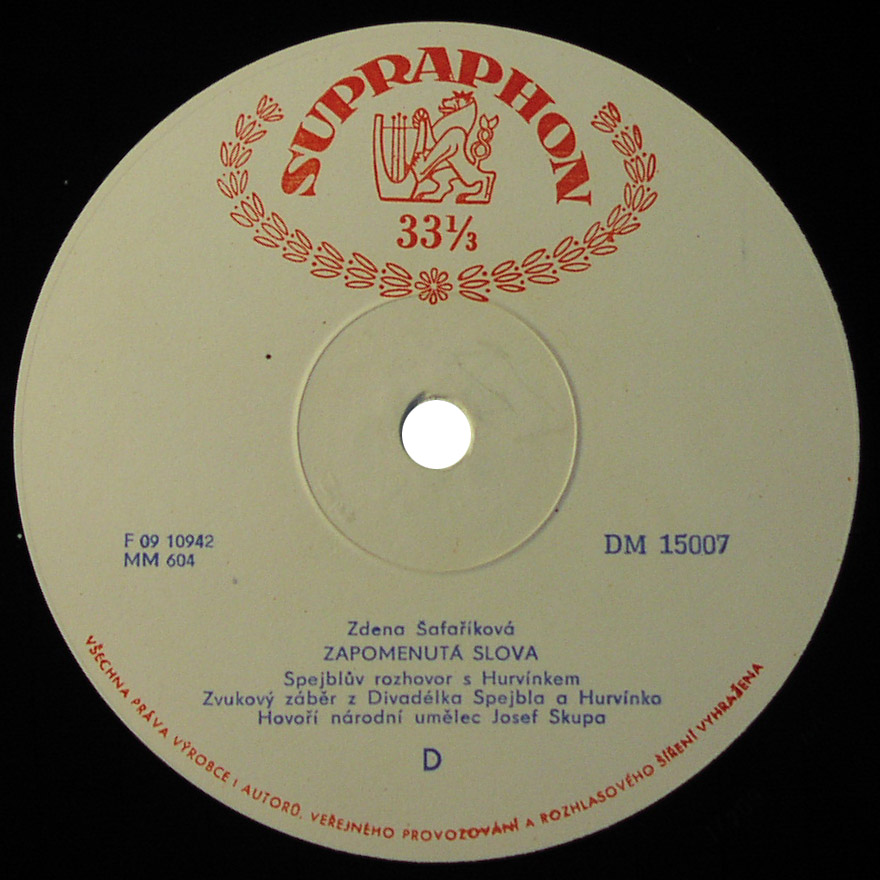 SUPRAPHON
33⅓
F 09 10942
MM 604
DM 15007
Zdena Šafaříková
ZAPOMENUTÁ SLOVA
Spejblův rozhovor s Hurvínkem
Zvukový záběr z Divadélka Spejbla a Hurvínka
Hovoří národní umělec Josef Skupa
D
VŠECHNA PRÁVA VÝROBCE I AUTORŮ, VEŘEJNÉHO PROVOZOVÁNÍ A ROZHLASOVÉHO ŠÍŘENÍ VYHRAŽENA